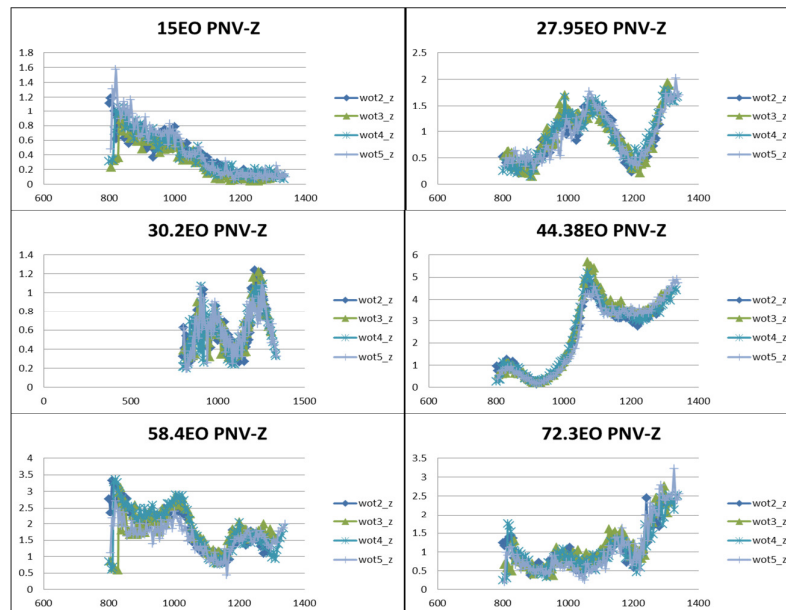 15EO PNV-Z
1.8
1.6
1.4
1.2
1
0.8
0.6
0.4
0.2
0
600 800 1000 1200 1400
wot2_z
wot3_z
wot4_z
wot5_z
27.95EO PNV-Z
2.5
2
1.5
1
0.5
0
600 800 1000 1200 1400
wot2_z
wot3_z
wot4_z
wot5_z
30.2EO PNV-Z
1.4
1.2
1
0.8
0.6
0.4
0.2
0
0 500 1000 1500
wot2_z
wot3_z
wot4_z
wot5_z
44.38EO PNV-Z
6
5
4
3
2
1
0
600 800 1000 1200 1400
wot2_z
wot3_z
wot4_z
wot5_z
58.4EO PNV-Z
4
3.5
3
2.5
2
1.5
1
0.5
0
600 800 1000 1200 1400
wot2_z
wot3_z
wot4_z
wot5_z
72.3EO PNV-Z
3.5
3
2.5
2
1.5
1
0.5
0
600 800 1000 1200 1400
wot2_z
wot3_z
wot4_z
wot5_z